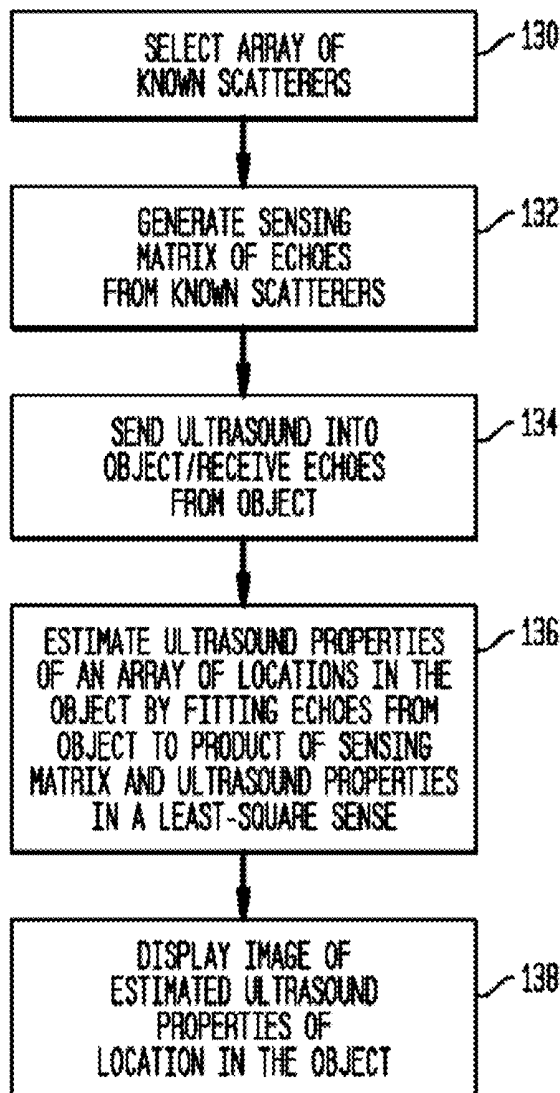 SELECT ARRAY OF
KNOWN SCATTERERS
130
GENERATE SENSING
MATRIX OF ECHOES
FROM KNOWN SCATTERERS
132
SEND ULTRASOUND INTO
OBJECT/RECEIVE ECHOES
FROM OBJECT
134
ESTIMATE ULTRASOUND PROPERTIES
OF AN ARRAY OF LOCATIONS IN THE
OBJECT BY FITTING ECHOES FROM
OBJECT TO PRODUCT OF SENSING
MATRIX AND ULTRASOUND PROPERTIES
IN A LEAST-SQUARE SENSE
136
DISPLAY IMAGE OF
ESTIMATED ULTRASOUND
PROPERTIES OF
LOCATION IN THE OBJECT
138